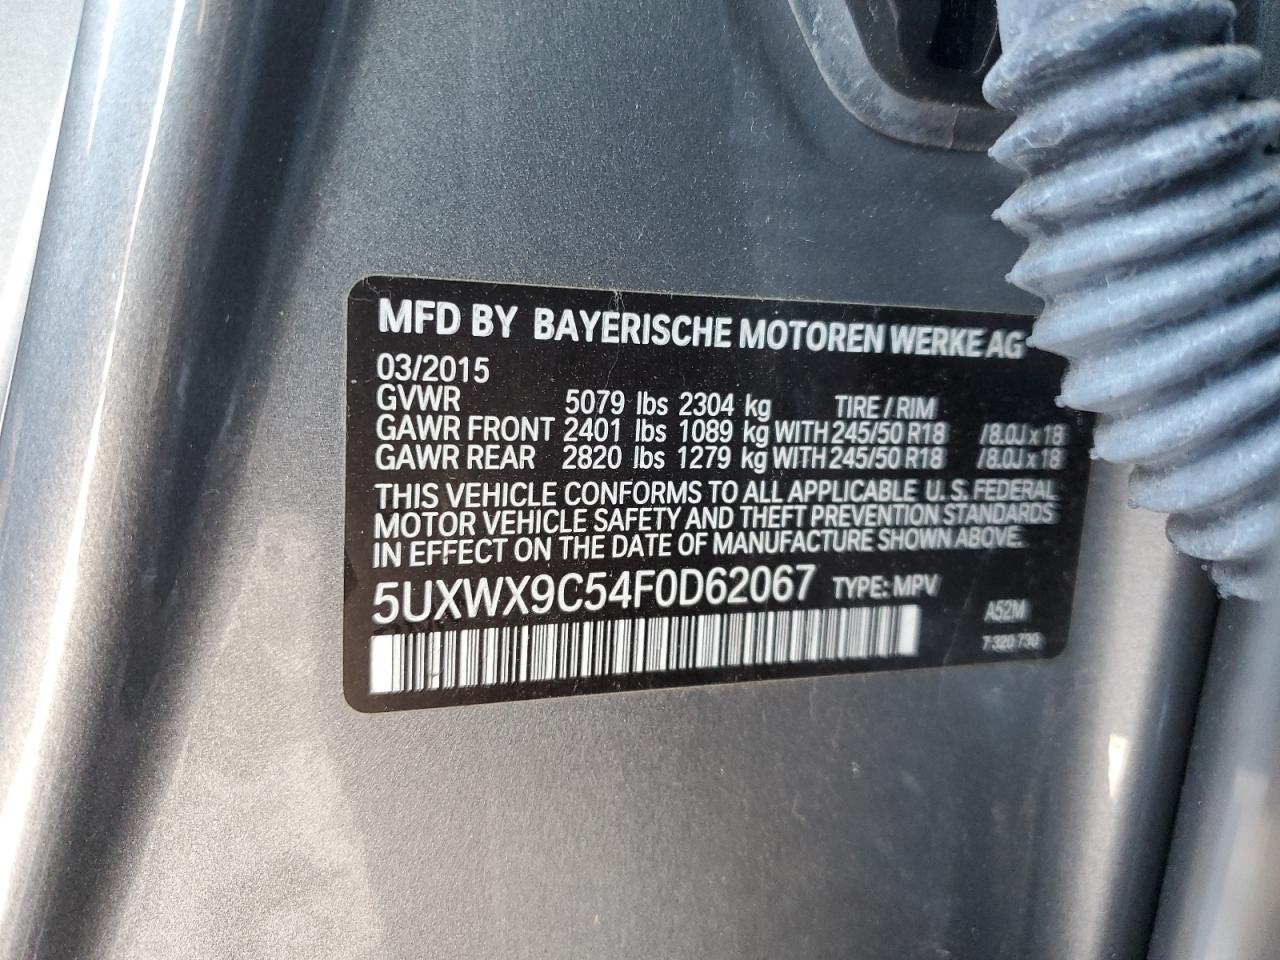 MFD BY BAYERISCHE MOTOREN WERKE AG
03/2015
GVWR 5079 lbs 2304 kg TIRE / RIM
GAWR FRONT 2401 lbs 1089 kg WITH 245/50 R18 /8.0J x 18
GAWR REAR 2820 lbs 1279 kg WITH 245/50 R18 /8.0J x 18
THIS VEHICLE CONFORMS TO ALL APPLICABLE U. S. FEDERAL
MOTOR VEHICLE SAFETY AND THEFT PREVENTION STANDARDS
IN EFFECT ON THE DATE OF MANUFACTURE SHOWN ABOVE.
5UXWX9C54F0D62067 TYPE: MPV
A52M
7 320 730